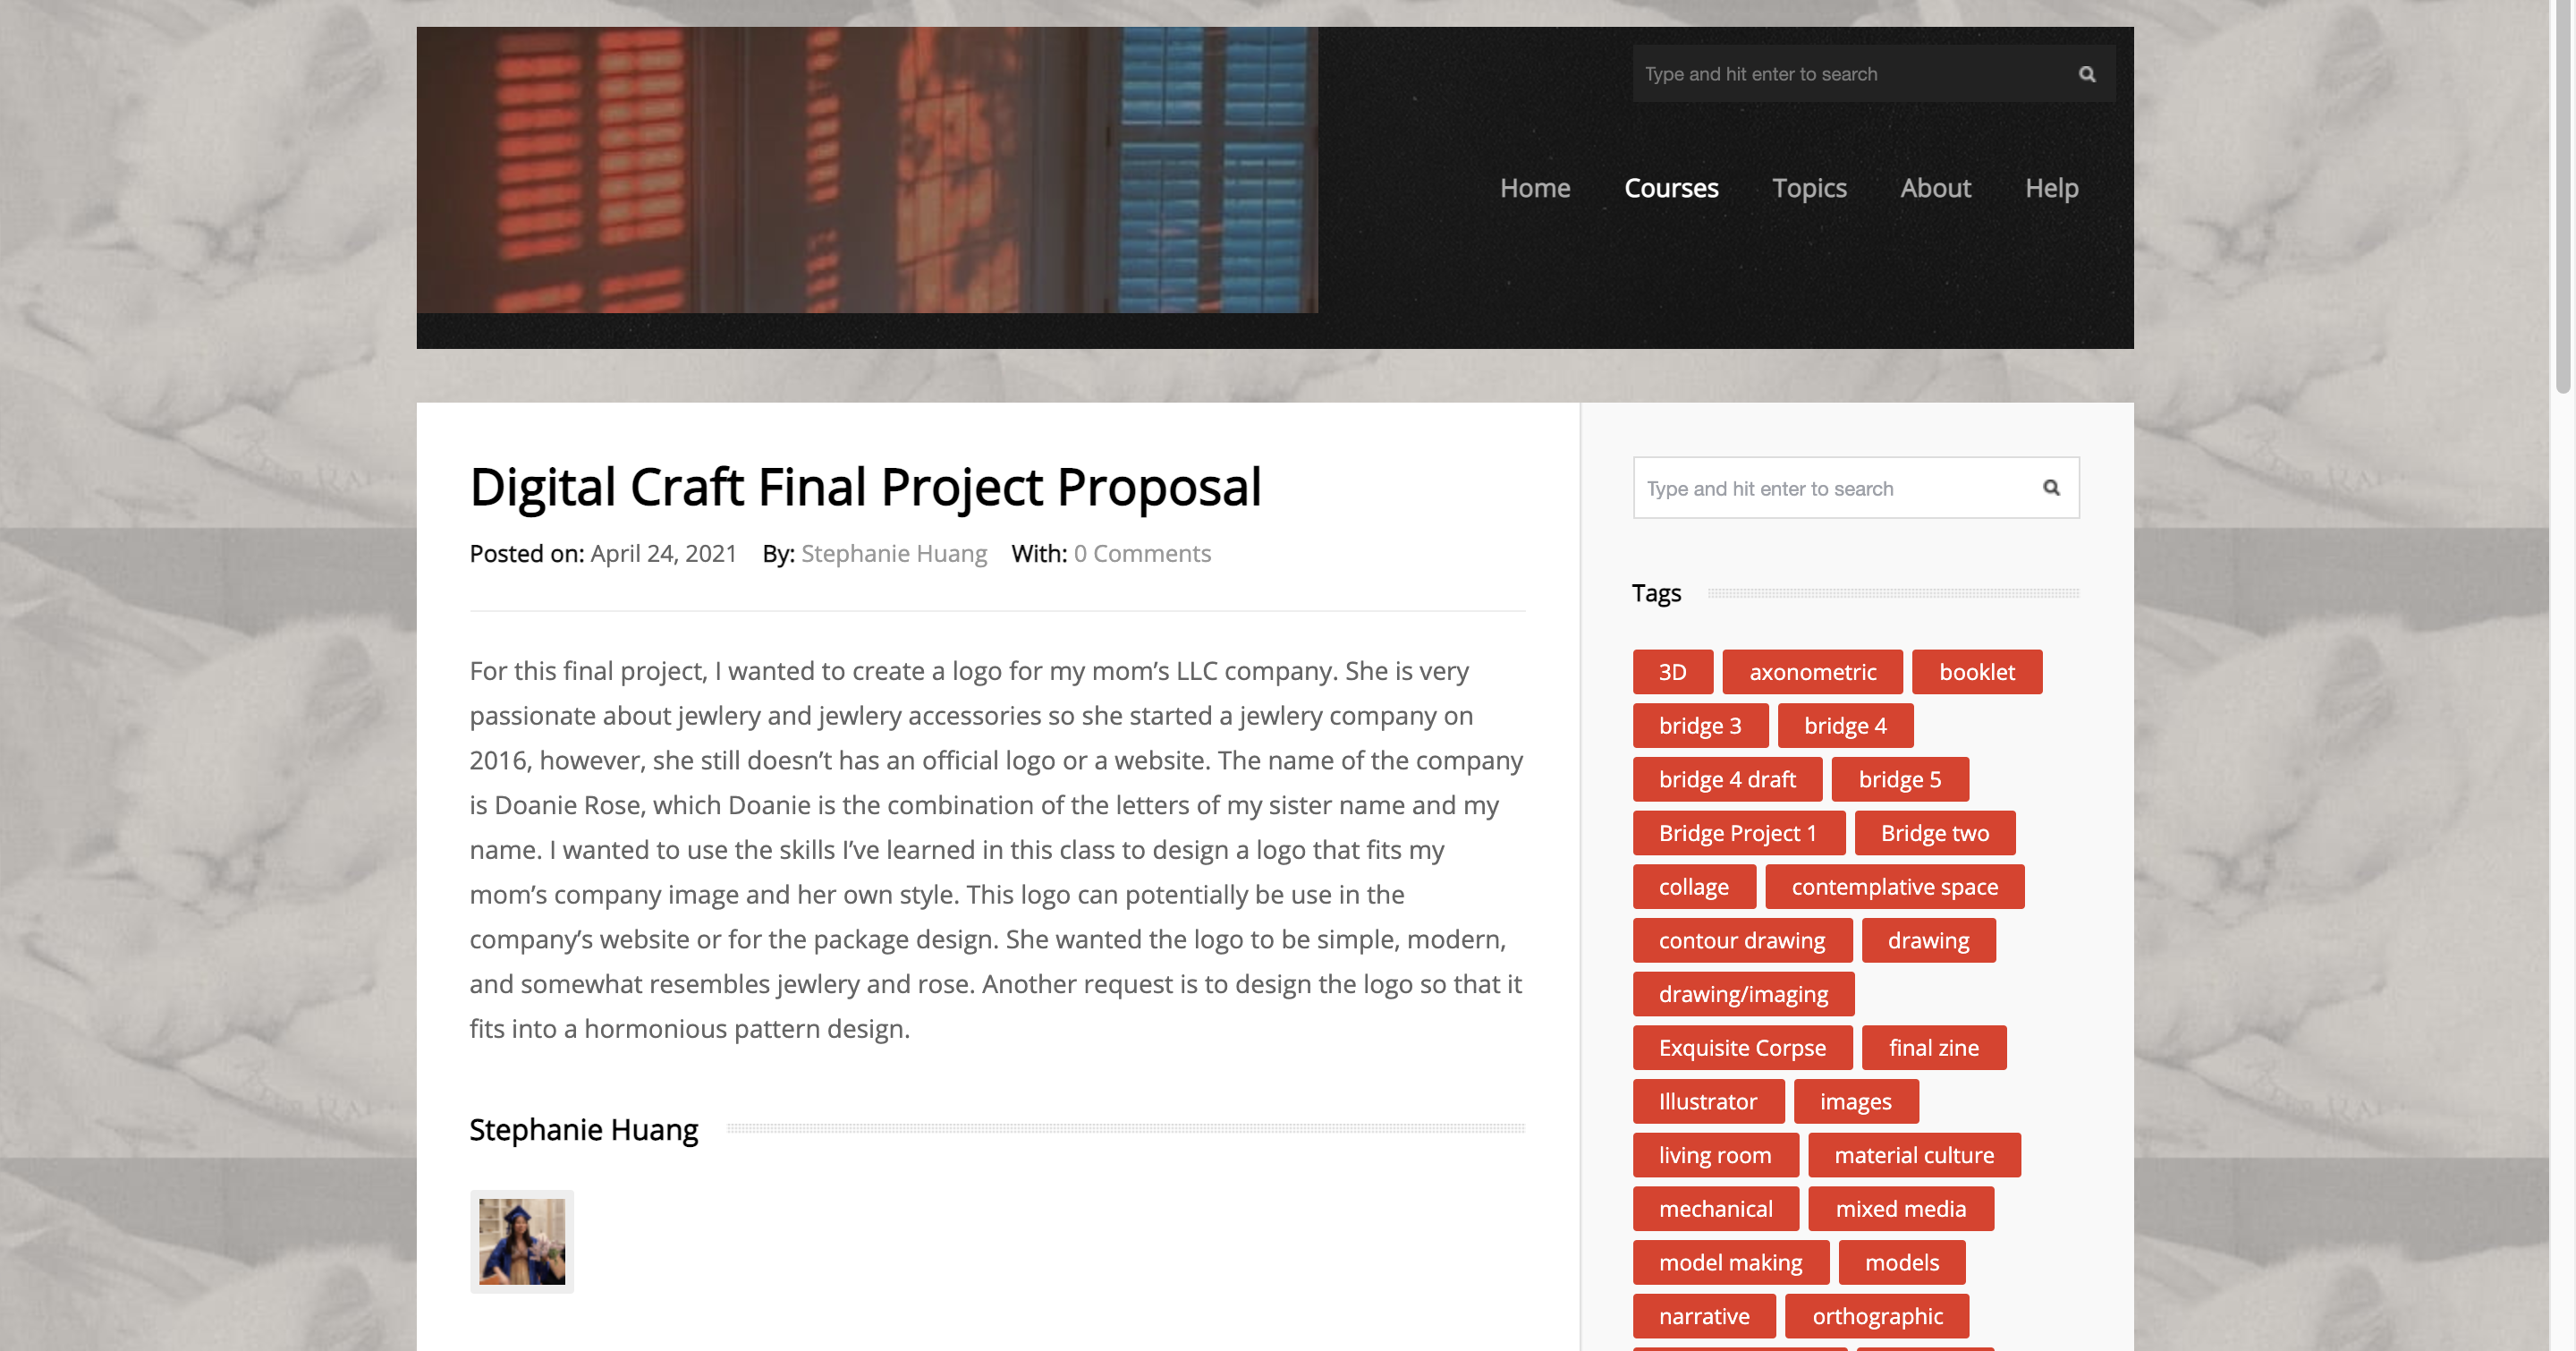 Type and hit enter to search
Home Courses Topics About Help
Digital Craft Final Project Proposal
Posted on: April 24, 2021 By: Stephanie Huang With: 0 Comments
For this final project, I wanted to create a logo for my mom’s LLC company. She is very
passionate about jewlery and jewlery accessories so she started a jewlery company on
2016, however, she still doesn’t has an official logo or a website. The name of the company
is Doanie Rose, which Doanie is the combination of the letters of my sister name and my
name. I wanted to use the skills I’ve learned in this class to design a logo that fits my
mom’s company image and her own style. This logo can potentially be use in the
company’s website or for the package design. She wanted the logo to be simple, modern,
and somewhat resembles jewlery and rose. Another request is to design the logo so that it
fits into a hormonious pattern design.
Stephanie Huang
Type and hit enter to search
Tags
3D axonometric booklet
bridge 3 bridge 4
bridge 4 draft bridge 5
Bridge Project 1 Bridge two
collage contemplative space
contour drawing drawing
drawing/imaging
Exquisite Corpse final zine
Illustrator images
living room material culture
mechanical mixed media
model making models
narrative orthographic